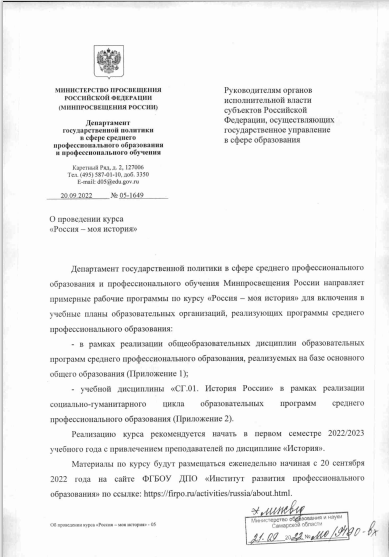 МИНИСТЕРСТВО ПРОСВЕЩЕНИЯ
РОССИЙСКОЙ ФЕДЕРАЦИИ
(МИНПРОСВЕЩЕНИЯ РОССИИ)
Департамент
государственной политики
в сфере среднего
профессионального образования
и профессионального обучения
Каретный Ряд, д. 2, 127006
Тел. (495) 587-01-10, доб. 3350
E-mail: d05@edu.gov.ru
20.09.2022 № 05-1649
Руководителям органов
исполнительной власти
субъектов Российской
Федерации, осуществляющих
государственное управление
в сфере образования
О проведении курса
«Россия – моя история»
Департамент государственной политики в сфере среднего профессионального
образования и профессионального обучения Минпросвещения России направляет
примерные рабочие программы по курсу «Россия – моя история» для включения в
учебные планы образовательных организаций, реализующих программы среднего
профессионального образования:
- в рамках реализации общеобразовательных дисциплин образовательных
программ среднего профессионального образования, реализуемых на базе основного
общего образования (Приложение 1);
- учебной дисциплины «СГ.01. История России» в рамках реализации
социально-гуманитарного цикла образовательных программ среднего
профессионального образования (Приложение 2).
Реализацию курса рекомендуется начать в первом семестре 2022/2023
учебного года с привлечением преподавателей по дисциплине «История».
Материалы по курсу будут размещаться еженедельно начиная с 20 сентября
2022 года на сайте ФГБОУ ДПО «Институт развития профессионального
образования» по ссылке: https://firpo.ru/activities/russia/about.html.
Об проведении курса «Россия – моя история» - 05
Министерство образования и науки
Самарской области
21.09 2022 № МО/1490-вх